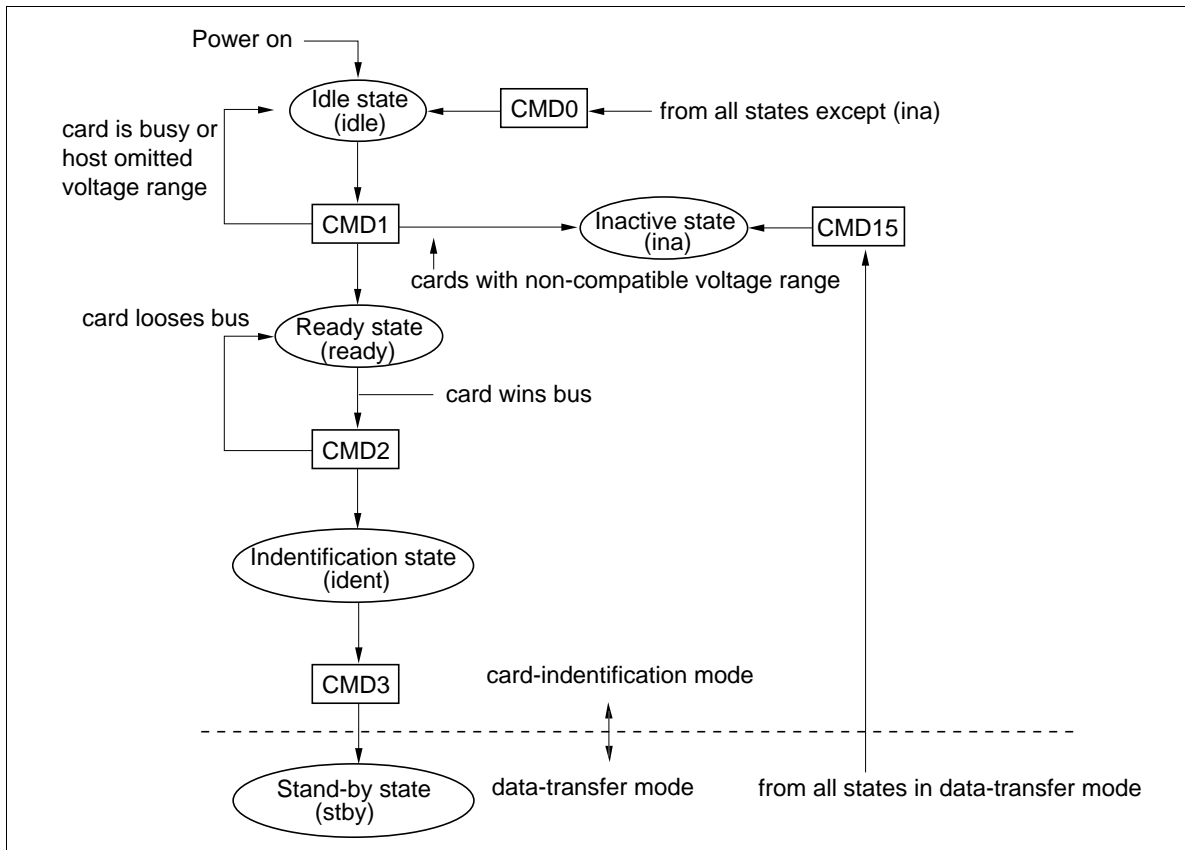 Power on
Idle state
(idle)
CMD0
from all states except (ina)
card is busy or
host omitted
voltage range
CMD1
Inactive state
(ina)
CMD15
cards with non-compatible voltage range
card looses bus
Ready state
(ready)
card wins bus
CMD2
Indentification state
(ident)
CMD3
card-indentification mode
Stand-by state
(stby)
data-transfer mode
from all states in data-transfer mode